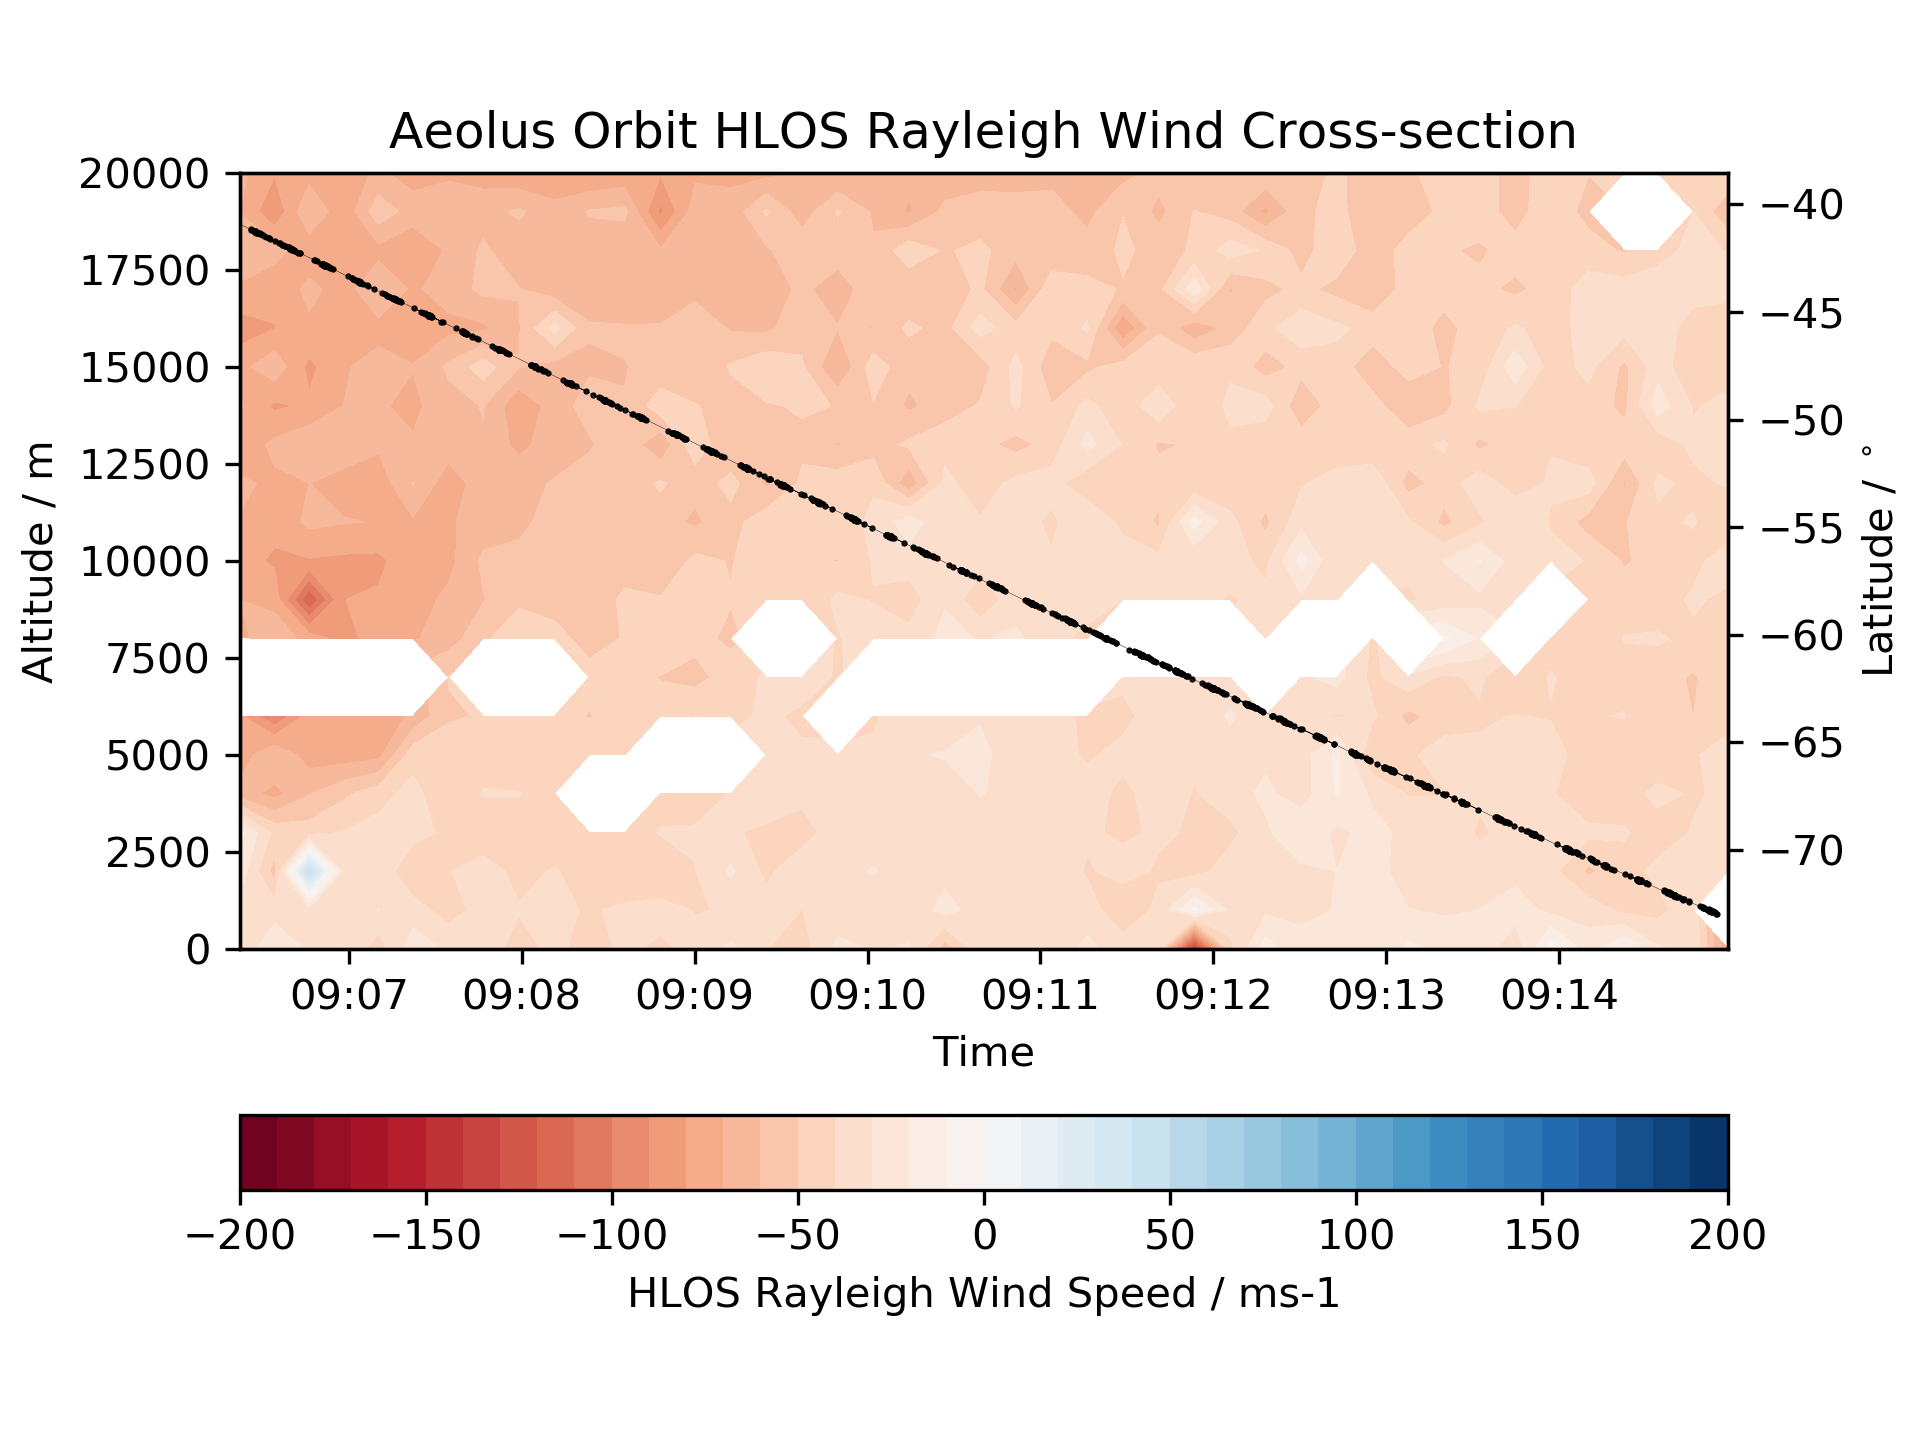 Aeolus Orbit HLOS Rayleigh Wind Cross-section
20000
17500
15000
12500
10000
7500
5000
2500
0
Altitude / m
−40
−45
−50
−55
−60
−65
−70
Latitude / °
09:07 09:08 09:09 09:10 09:11 09:12 09:13 09:14
Time
−200 −150 −100 −50 0 50 100 150 200
HLOS Rayleigh Wind Speed / ms-1